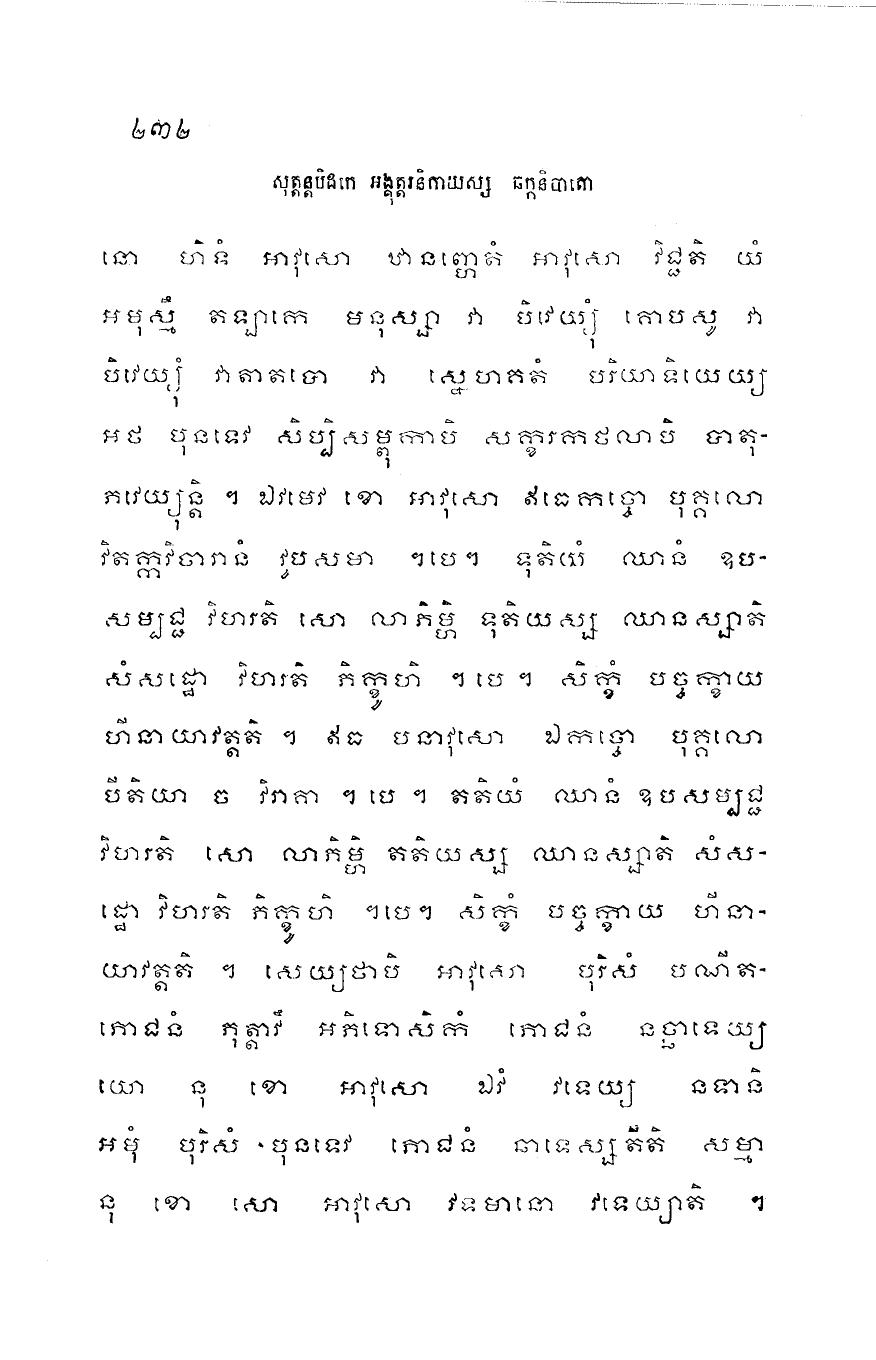 ២៣២
សុត្តន្តបិដកេ អង្គុត្តរនិកាយស្ស ឆក្កនិបាតោ
នោ ហិទំ អាវុសោ ឋានញ្ហេតំ អាវុសោ វិជ្ជតិ យំ
អមុស្មឹ តឡាកេ មនុស្សា វា បិវេយ្យុំ គោបសូ វា
បិវេយ្យុំ វាតាតបោ វា ស្នេហគតំ បរិយាទិយេយ្យ
អថ បុនទេវ សិប្បិសម្ពុកាបិ សក្ខរកថលាបិ បាតុ-
ភវេយ្យុន្តិ ។ ឯវមេវ ខោ អាវុសោ ឥធេកច្ចោ បុគ្គលោ
វិតក្កវិចារានំ វូបសមា ។បេ។ ទុតិយំ ឈានំ ឧប-
សម្បជ្ជ វិហរតិ សោ លាភិម្ហិ ទុតិយស្ស ឈានស្សាតិ
សំសដ្ឋោ វិហរតិ ភិក្ខូហិ ។ បេ ។ សិក្ខំ បច្ចក្ខាយ
ហីនាយាវត្តតិ ។ ឥធ បនាវុសោ ឯកច្ចោ បុគ្គលោ
បីតិយា ច វិរាគា ។ បេ ។ តតិយំ ឈានំ ឧបសម្បជ្ជ
វិហរតិ សោ លាភិម្ហិ តតិយស្ស ឈានស្សាតិ សំស-
ដ្ឋោ វិហរតិ ភិក្ខូហិ ។បេ។ សិក្ខំ បច្ចក្ខាយ ហីនា-
យាវត្តតិ ។ សេយ្យថាបិ អាវុសោ បុរិសំ បណីត-
ភោជនំ ភុត្តាវឹ អភិទោសិកំ ភោជនំ នច្ឆាទេយ្យ
យោ នុ ខោ អាវុសោ ឯវំ វទេយ្យ នទានិ
អមុំ បុរិសំ បុនទេវ ភោជនំ ឆាទេស្សតីតិ សម្មា
នុ ខោ សោ អាវុសោ វទមានោ វទេយ្យាតិ ។